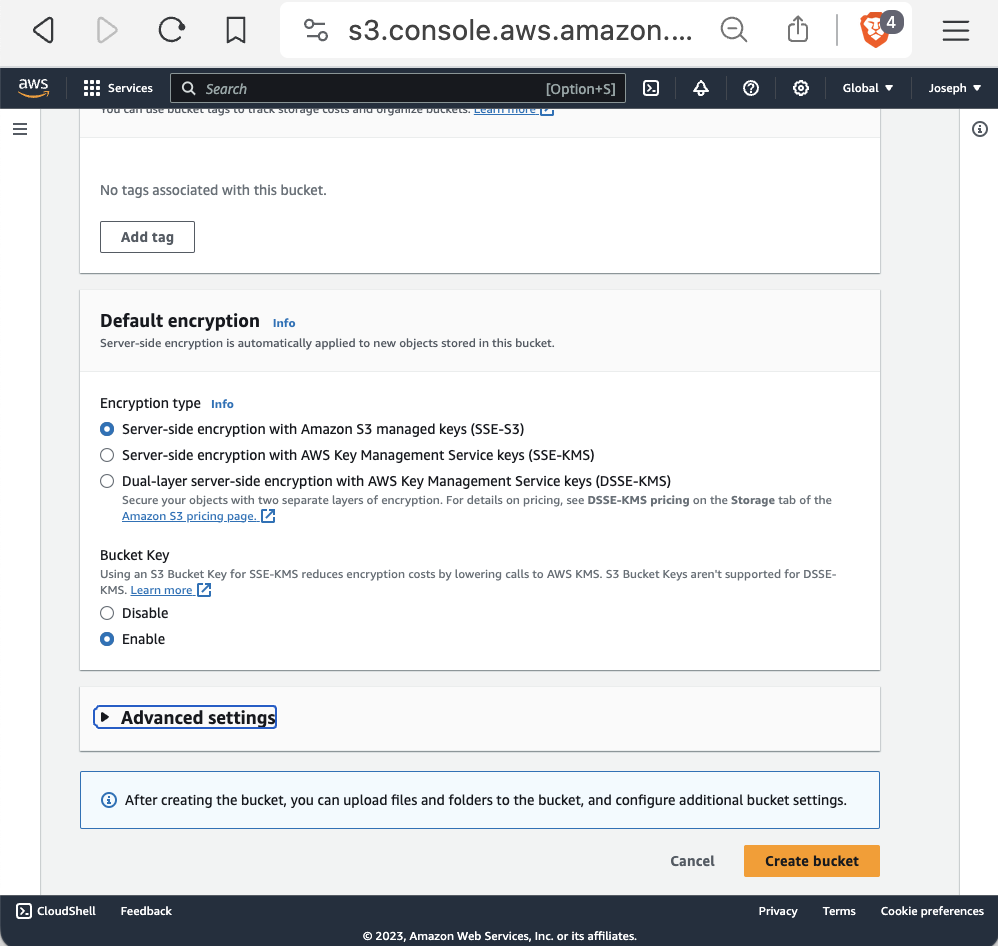 s3.console.aws.amazon....
4
aws
Services
Search
[Option+S]
Global
Joseph
You can use bucket tags to track storage costs and organize buckets. Learn more
No tags associated with this bucket.
Add tag
Default encryption Info
Server-side encryption is automatically applied to new objects stored in this bucket.
Encryption type Info
Server-side encryption with Amazon S3 managed keys (SSE-S3)
Server-side encryption with AWS Key Management Service keys (SSE-KMS)
Dual-layer server-side encryption with AWS Key Management Service keys (DSSE-KMS)
Secure your objects with two separate layers of encryption. For details on pricing, see DSSE-KMS pricing on the Storage tab of the
Amazon S3 pricing page.
Bucket Key
Using an S3 Bucket Key for SSE-KMS reduces encryption costs by lowering calls to AWS KMS. S3 Bucket Keys aren't supported for DSSE-
KMS. Learn more
Disable
Enable
Advanced settings
After creating the bucket, you can upload files and folders to the bucket, and configure additional bucket settings.
Cancel
Create bucket
CloudShell
Feedback
Privacy
Terms
Cookie preferences
© 2023, Amazon Web Services, Inc. or its affiliates.